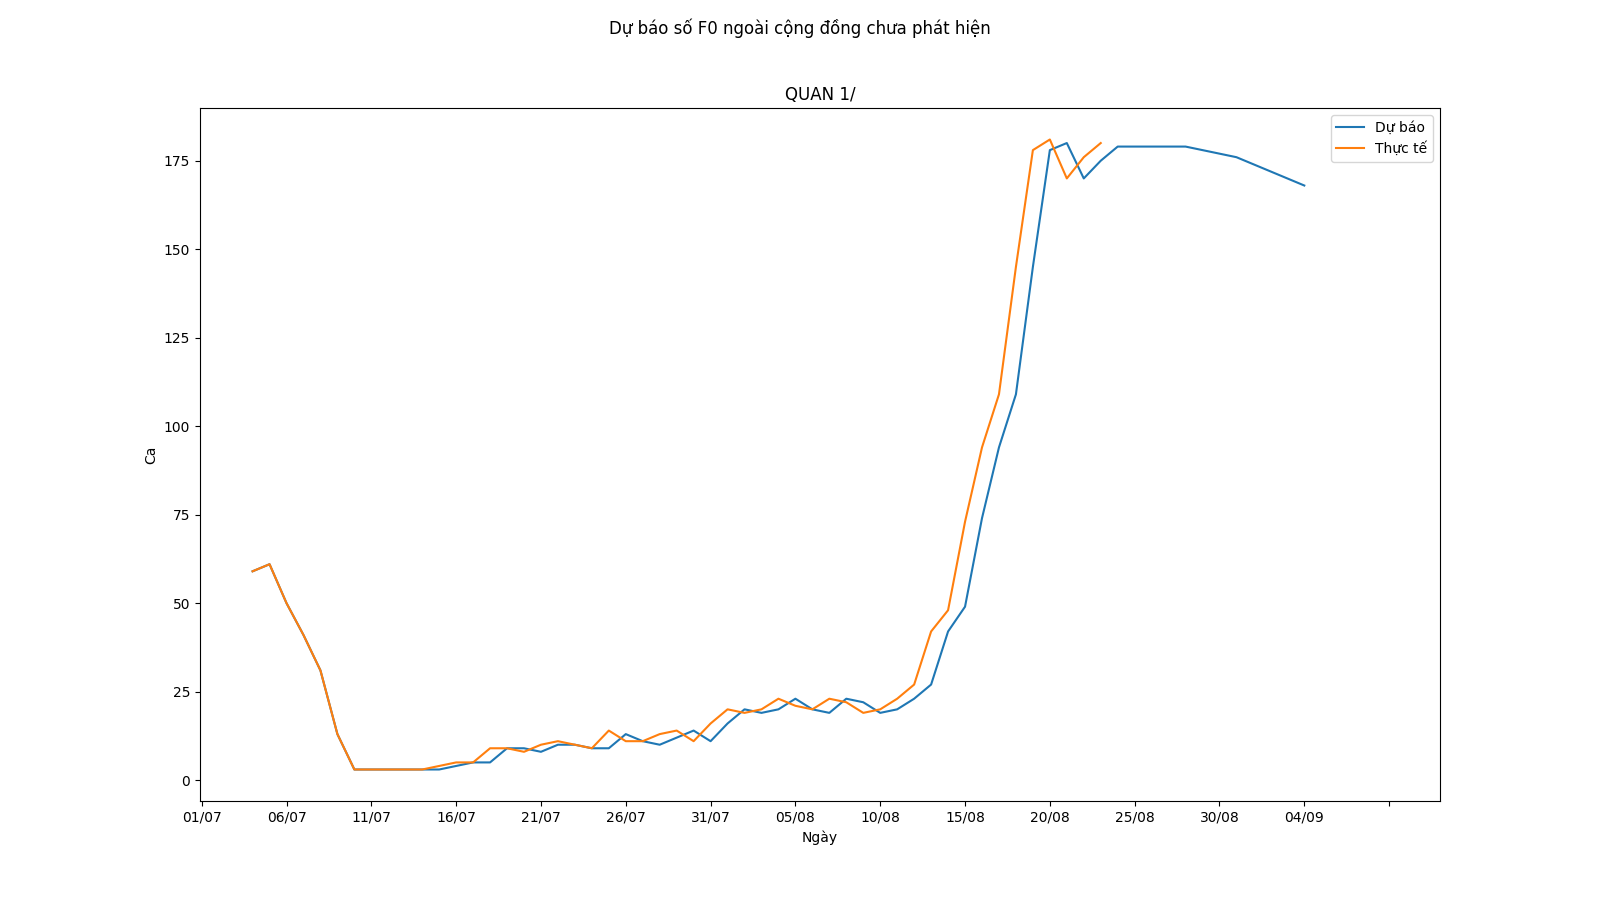 Dự báo số F0 ngoài cộng đồng chưa phát hiện
QUAN 1/
Dự báo
Thực tế
175
150
125
100
75
50
25
0
Ca
01/07 06/07 11/07 16/07 21/07 26/07 31/07 05/08 10/08 15/08 20/08 25/08 30/08 04/09
Ngày